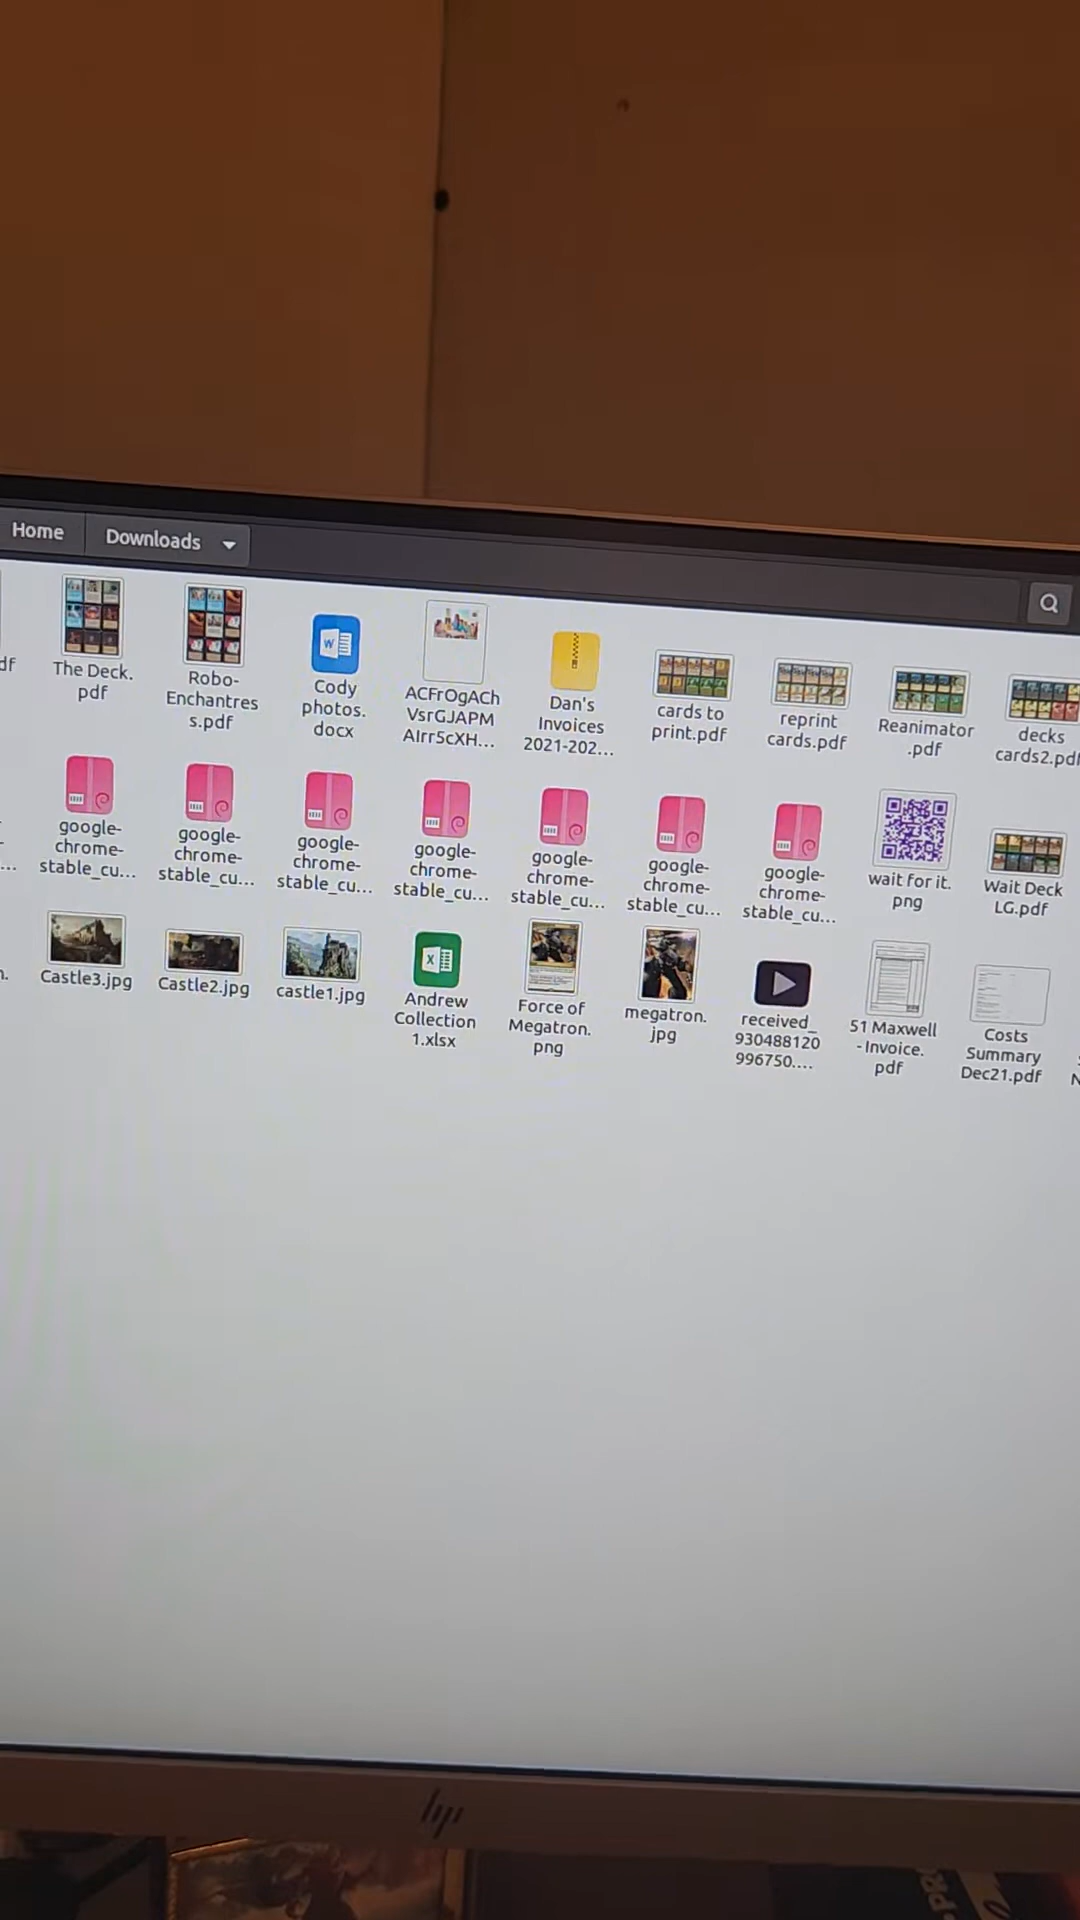 Home
Downloads
df
The Deck.
pdf
Robo-
Enchantres
s.pdf
Cody
photos.
docx
ACFrOgACh
VsrGJAPM
AIrr5cXH...
Dan's
Invoices
2021-202...
cards to
print.pdf
reprint
cards.pdf
Reanimator
.pdf
decks
cards2.pdf
google-
chrome-
stable_cu...
google-
chrome-
stable_cu...
google-
chrome-
stable_cu...
google-
chrome-
stable_cu...
google-
chrome-
stable_cu...
google-
chrome-
stable_cu...
google-
chrome-
stable_cu...
wait for it.
png
Wait Deck
LG.pdf
Castle3.jpg
Castle2.jpg
castle1.jpg
Andrew
Collection
1.xlsx
Force of
Megatron.
png
megatron.
jpg
received_
930488120
996750....
51 Maxwell
- Invoice.
pdf
Costs
Summary
Dec21.pdf
hp